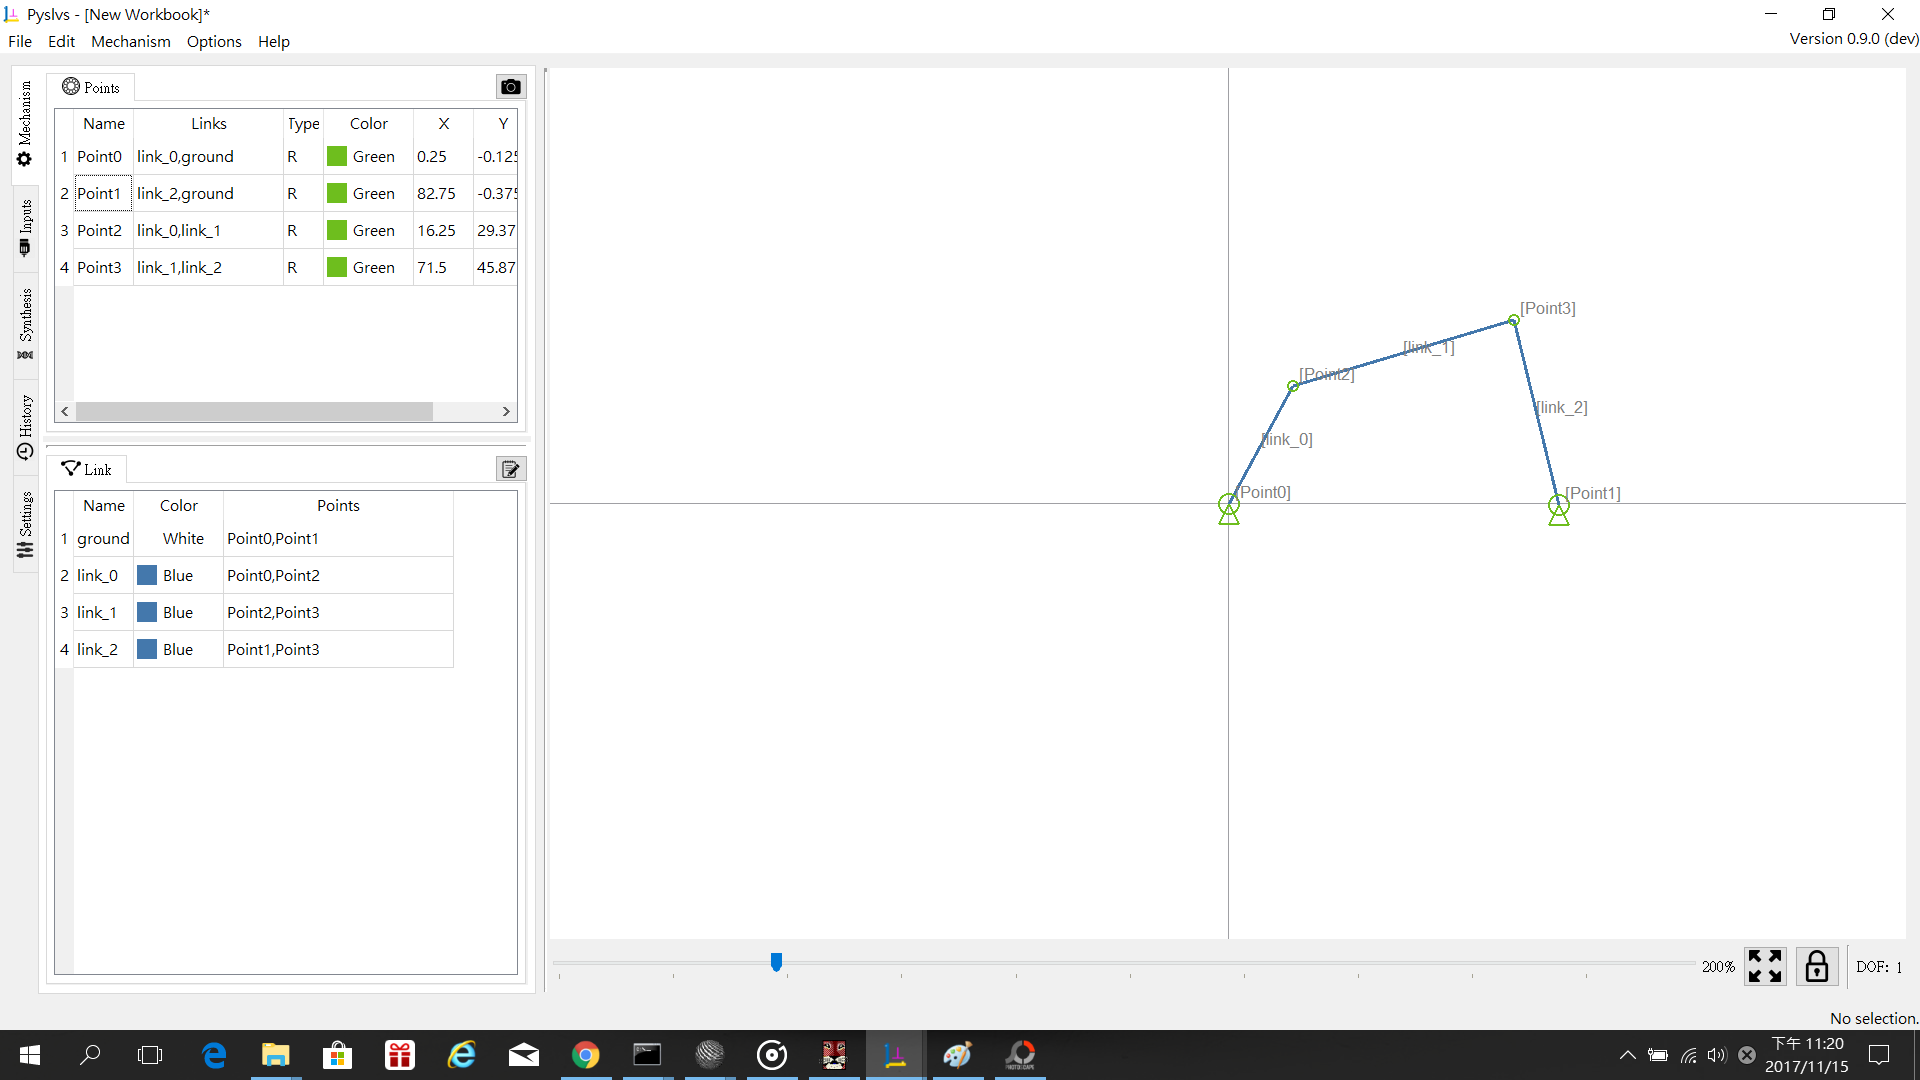 Pyslvs - [New Workbook]*
File Edit Mechanism Options Help
Version 0.9.0 (dev)
Mechanism
Inputs
Synthesis
History
Settings
Points
Name Links Type Color X Y
1 Point0 link_0,ground R Green 0.25 -0.125
2 Point1 link_2,ground R Green 82.75 -0.375
3 Point2 link_0,link_1 R Green 16.25 29.37
4 Point3 link_1,link_2 R Green 71.5 45.87
Link
Name Color Points
1 ground White Point0,Point1
2 link_0 Blue Point0,Point2
3 link_1 Blue Point2,Point3
4 link_2 Blue Point1,Point3
[Point3]
[link_1]
[Point2]
[link_2]
[link_0]
[Point0]
[Point1]
200%
DOF: 1
No selection.
下午 11:20
2017/11/15